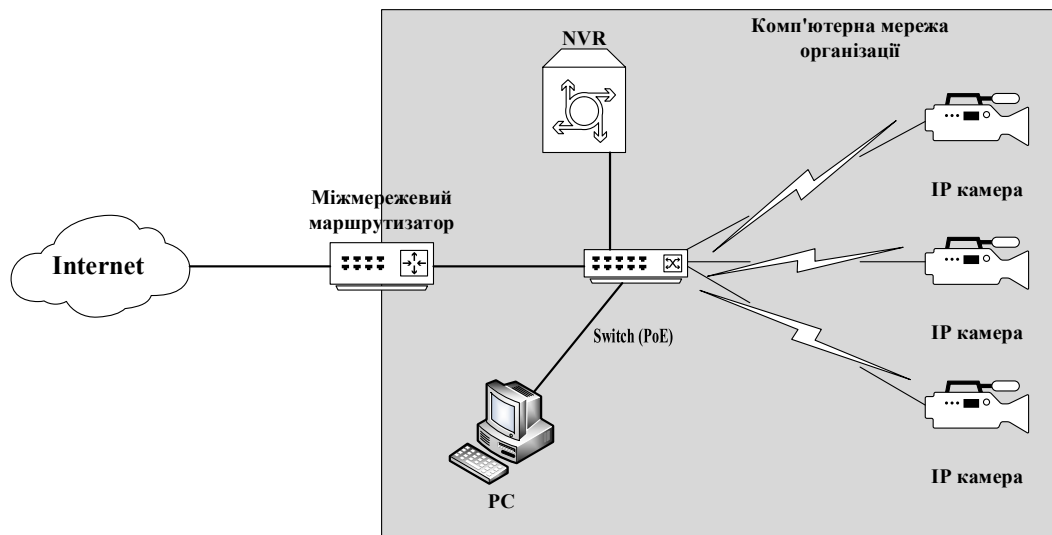 NVR
Комп'ютерна мережа
організації
IP камера
Міжмережевий
маршрутизатор
Internet
IP камера
Switch (PoE)
IP камера
PC